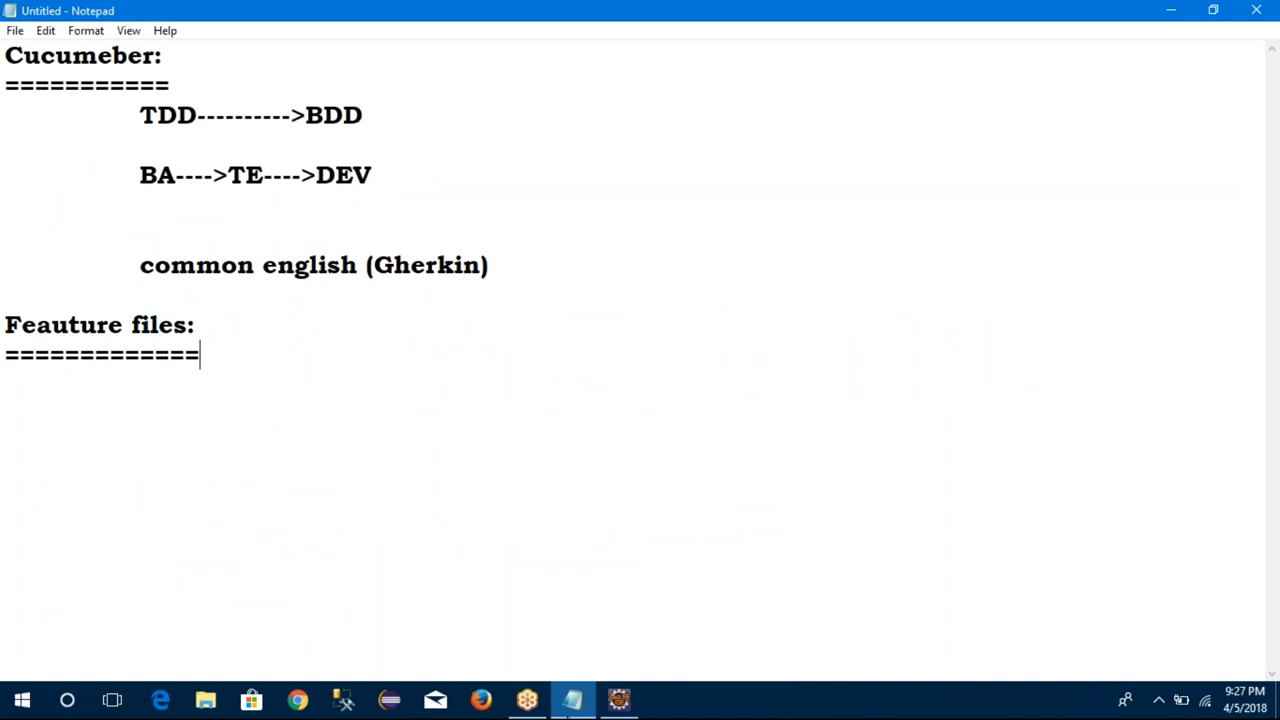 Untitled - Notepad
File Edit Format View Help
Cucumeber:
===========
TDD---------->BDD
BA---->TE---->DEV
common english (Gherkin)
Feauture files:
=============
9:27 PM
4/5/2018